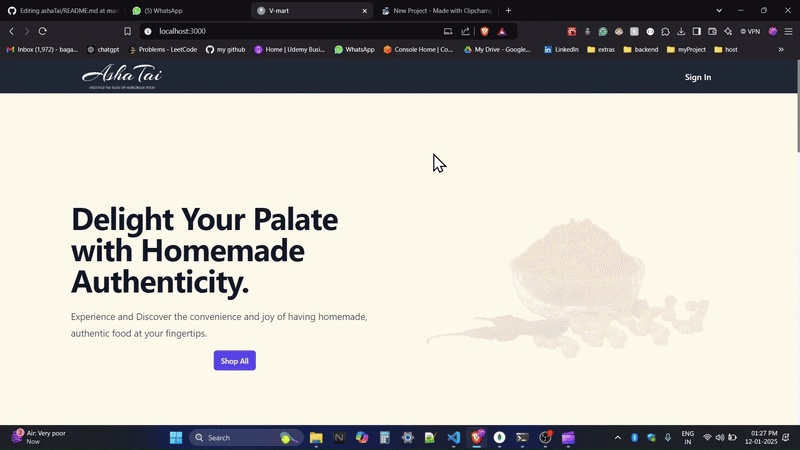 Editing ashaTai/README.md at mai
(5) WhatsApp
V-mart
New Project - Made with Clipchamp
localhost:3000
VPN
Inbox (1,972) - baga...
chatgpt
Problems - LeetCode
my github
Home | Udemy Busi...
WhatsApp
Console Home | Co...
My Drive - Google...
LinkedIn
extras
backend
myProject
host
Asha Tai
Sign In
Delight Your Palate
with Homemade
Authenticity.
Experience and Discover the convenience and joy of having homemade,
authentic food at your fingertips.
Shop All
Air: Very poor
Now
Search
ENG
IN
01:27 PM
12-01-2025